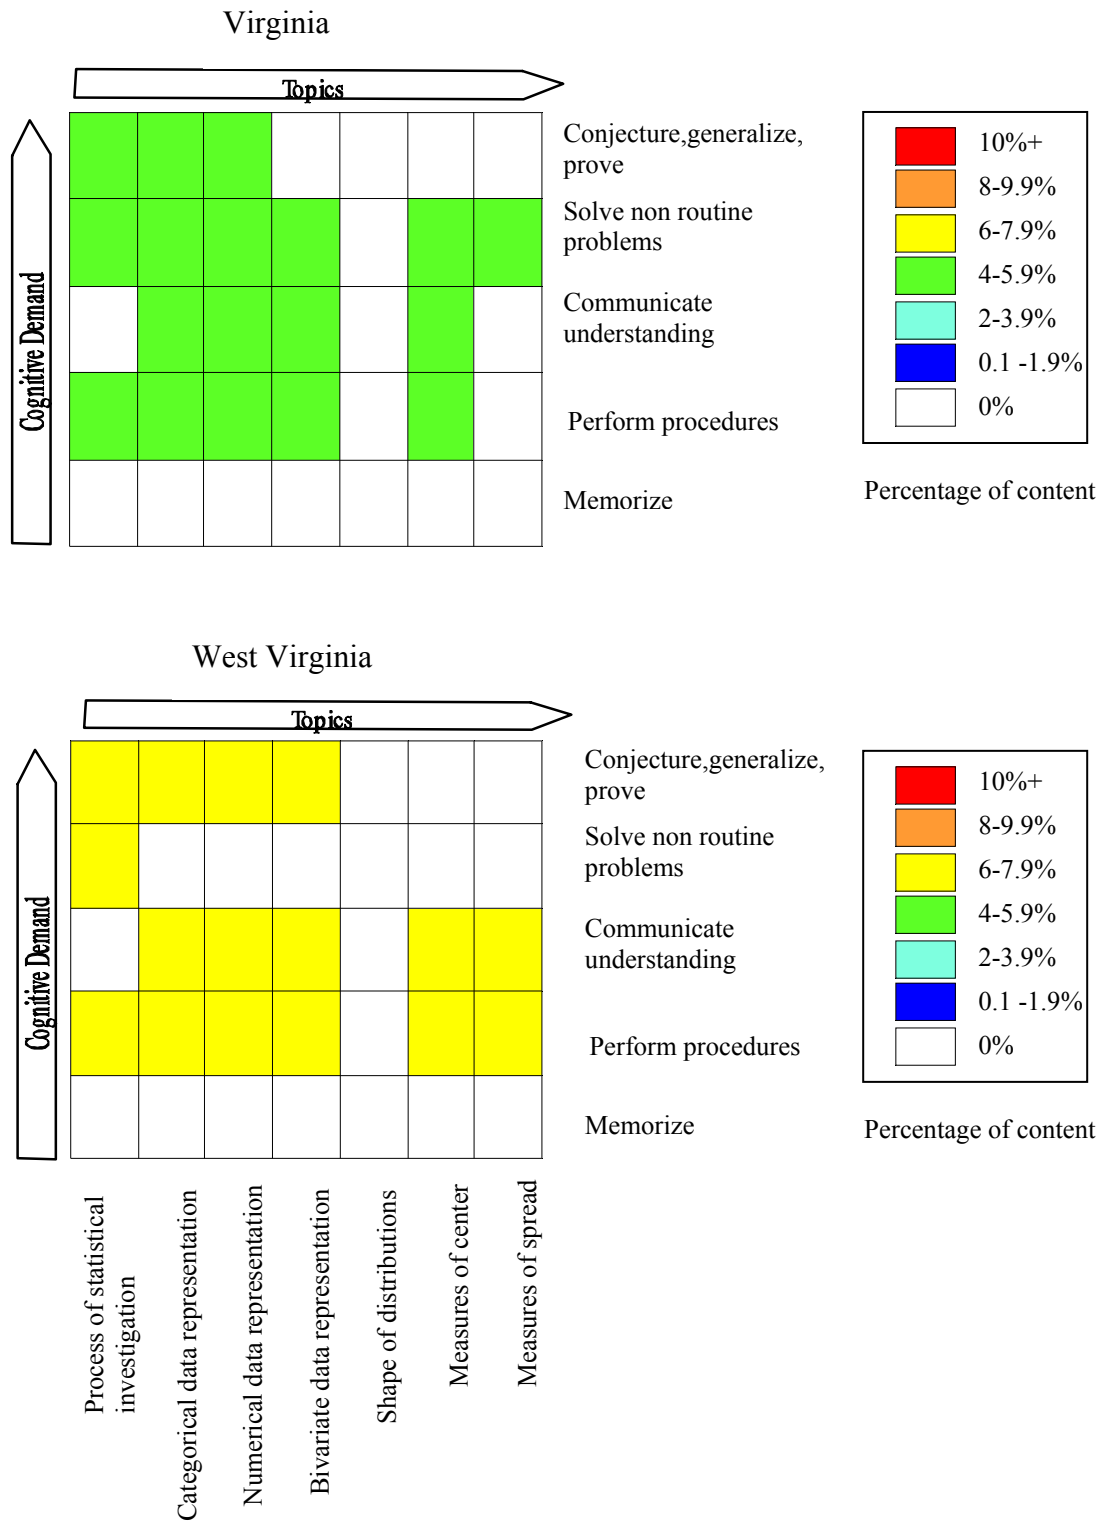 Virginia
Topics
Cognitive Demand
Conjecture,generalize,
prove
Solve non routine
problems
Communicate
understanding
Perform procedures
Memorize
10%+
8-9.9%
6-7.9%
4-5.9%
2-3.9%
0.1 -1.9%
0%
Percentage of content
West Virginia
Topics
Cognitive Demand
Conjecture,generalize,
prove
Solve non routine
problems
Communicate
understanding
Perform procedures
Memorize
10%+
8-9.9%
6-7.9%
4-5.9%
2-3.9%
0.1 -1.9%
0%
Percentage of content
Process of statistical
investigation
Categorical data representation
Numerical data representation
Bivariate data representation
Shape of distributions
Measures of center
Measures of spread